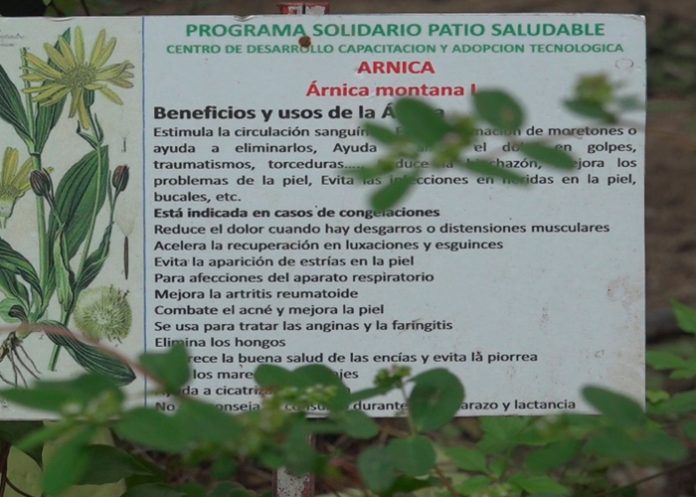 PROGRAMA SOLIDARIO PATIO SALUDABLE
CENTRO DE DESARROLLO CAPACITACION Y ADOPCION TECNOLOGICA
ARNICA
Árnica montana L
Beneficios y usos de la
Estimula la circulación de moretones o
ayuda a eliminarlos, Ayuda el en golpes,
traumatismos, torceduras..... los
problemas de la piel, Evita las infecciones en heridas en la piel,
bucales, etc.
Está indicada en casos de congelaciones
Reduce el dolor cuando hay desgarros o distensiones musculares
Acelera la recuperación en luxaciones y esguinces
Evita la aparición de estrías en la piel
Para afecciones del aparato respiratorio
Mejora la artritis reumatoide
Combate el acné y mejora la piel
Se usa para tratar las anginas y la faringitis
Elimina los hongos
la buena salud de las encías y evita la piorrea
los
a
No durante y lactancia